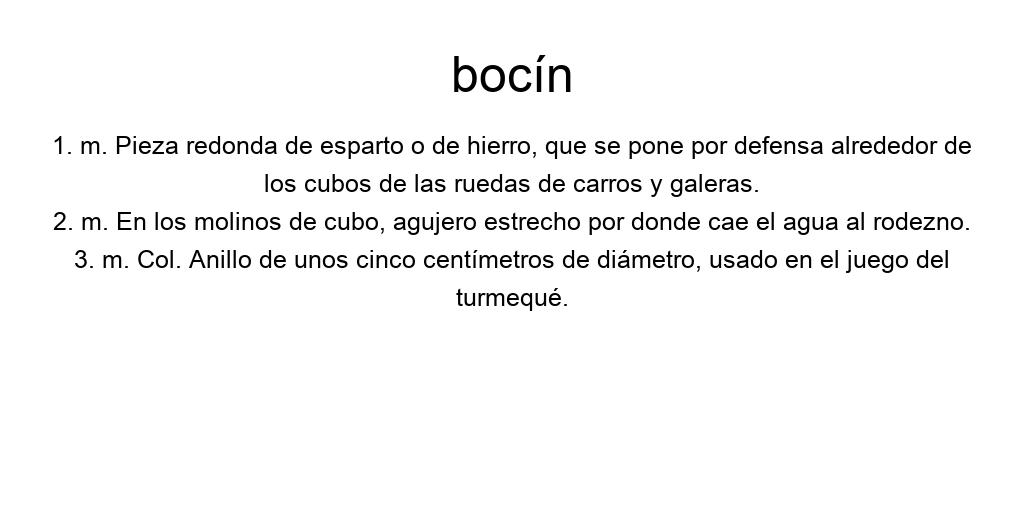 bocín
1. m. Pieza redonda de esparto o de hierro, que se pone por defensa alrededor de
los cubos de las ruedas de carros y galeras.
2. m. En los molinos de cubo, agujero estrecho por donde cae el agua al rodezno.
3. m. Col. Anillo de unos cinco centímetros de diámetro, usado en el juego del
turmequé.